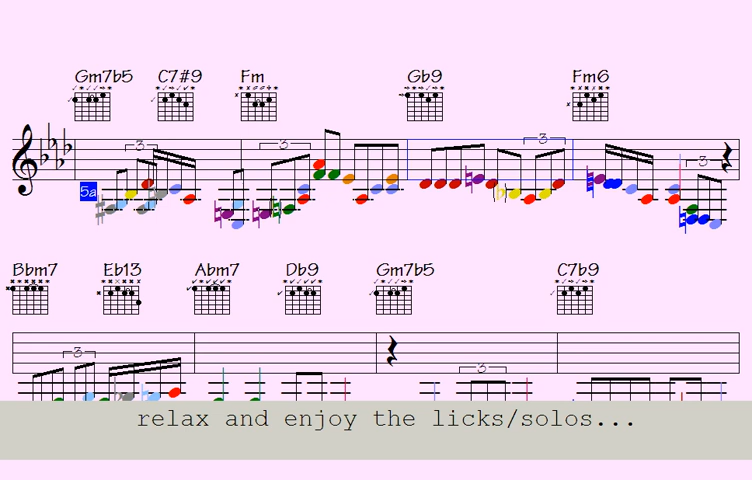 Gm7b5 C7#9 Fm Gb9 Fm6
3 3 3 3
5a
Bbm7 Eb13 Abm7 Db9 Gm7b5 C7b9
3 3
relax and enjoy the licks/solos...